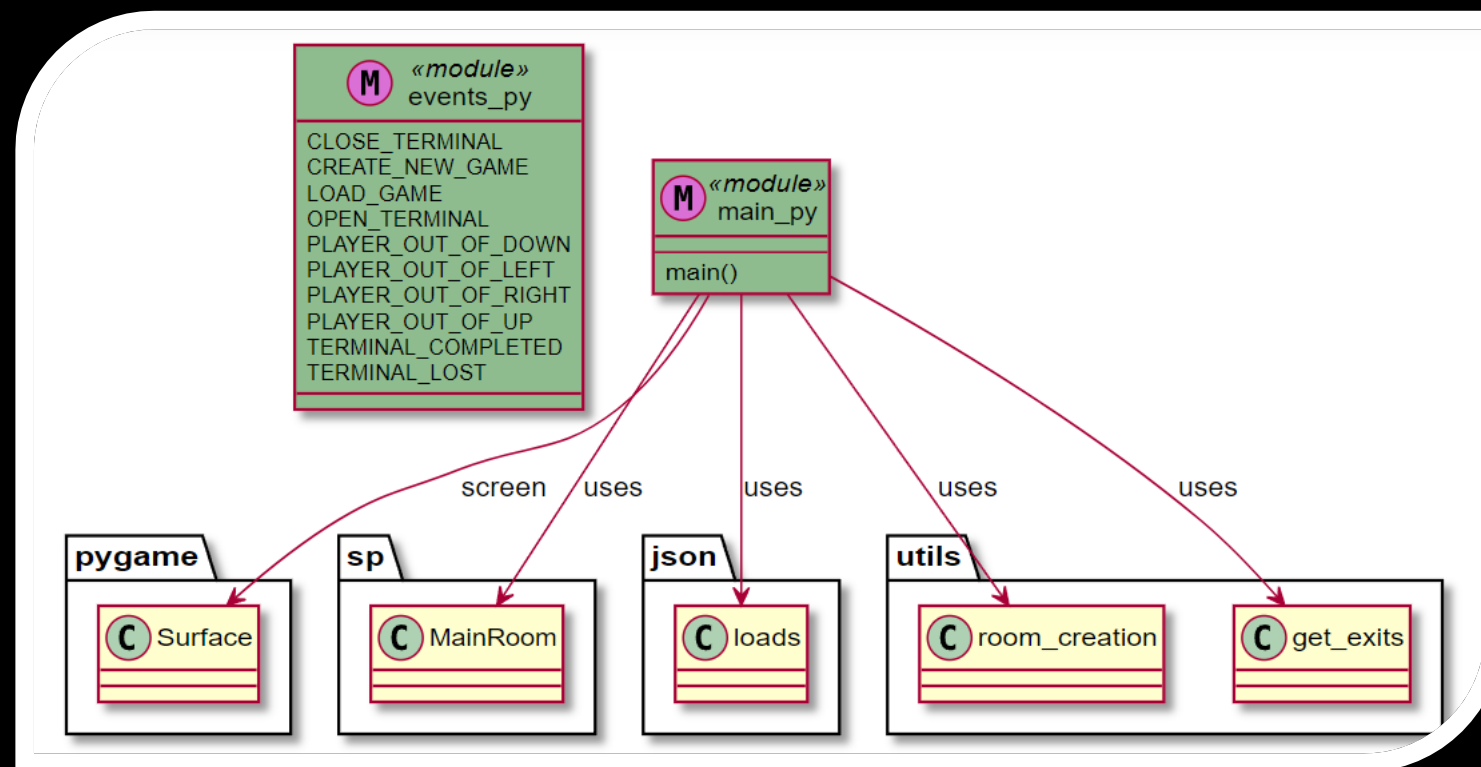 M «module»
events_py
CLOSE_TERMINAL
CREATE_NEW_GAME
LOAD_GAME
OPEN_TERMINAL
PLAYER_OUT_OF_DOWN
PLAYER_OUT_OF_LEFT
PLAYER_OUT_OF_RIGHT
PLAYER_OUT_OF_UP
TERMINAL_COMPLETED
TERMINAL_LOST
M «module»
main_py
main()
screen
uses
uses
uses
uses
pygame
C Surface
sp
C MainRoom
json
C loads
utils
C room_creation
C get_exits